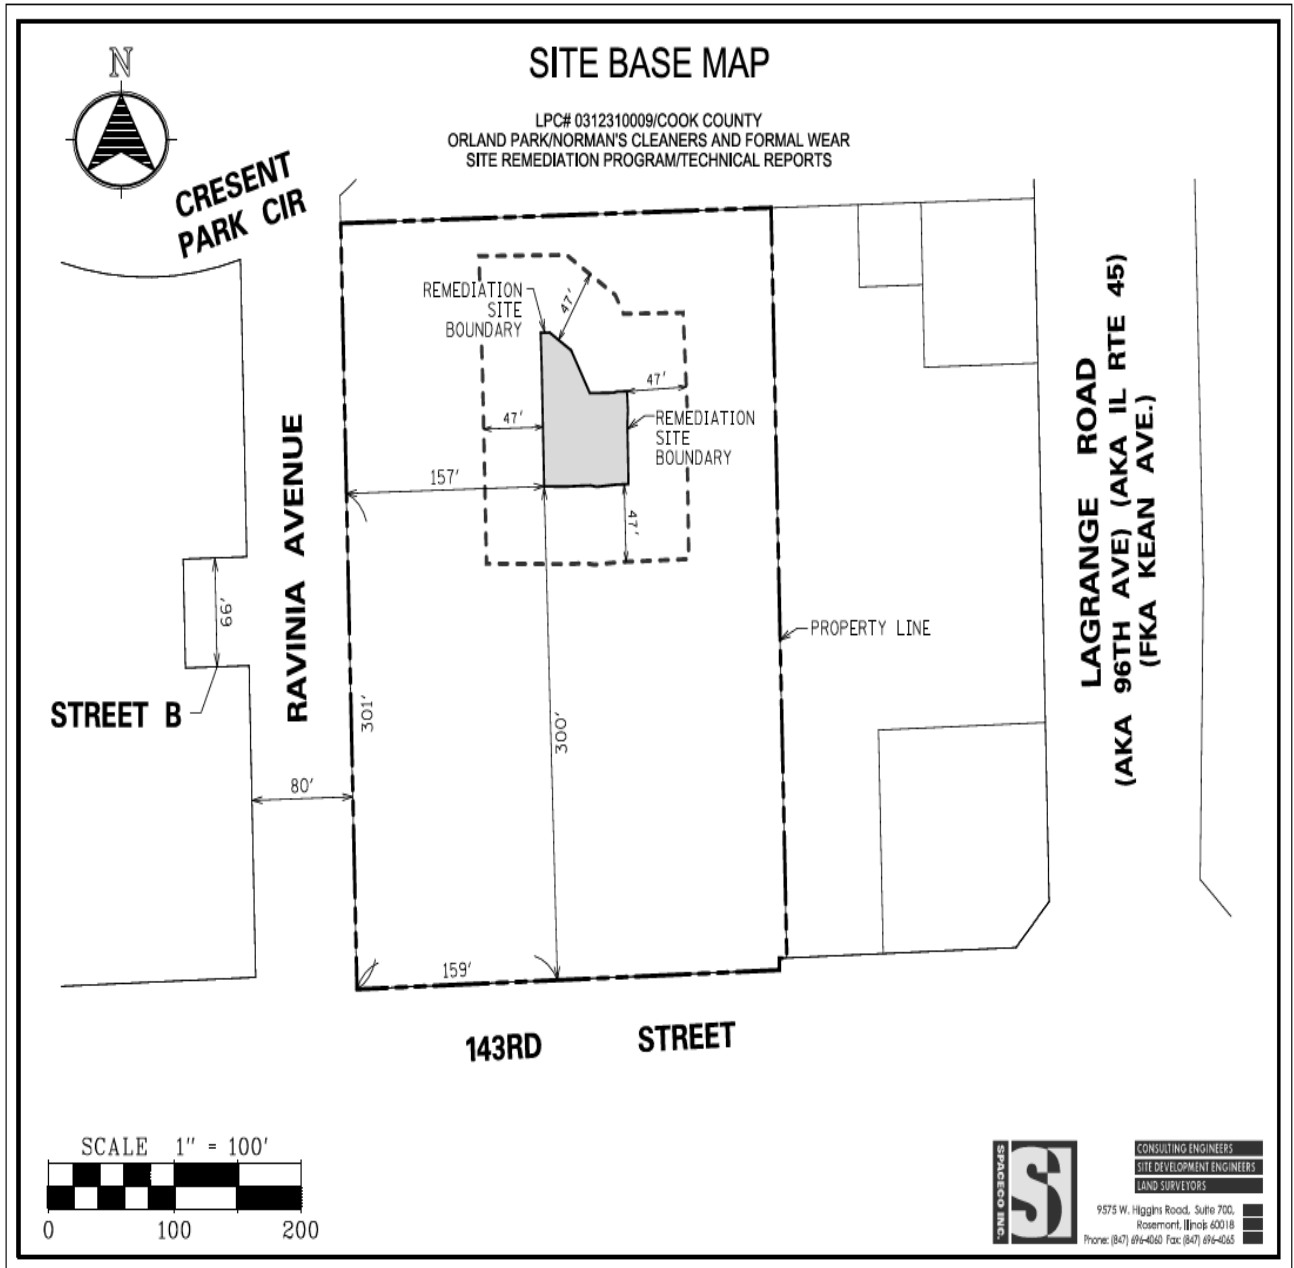 SITE BASE MAP
LPC# 0312310009/COOK COUNTY
ORLAND PARK/NORMAN'S CLEANERS AND FORMAL WEAR
SITE REMEDIATION PROGRAM/TECHNICAL REPORTS
N
CRESENT
PARK CIR
REMEDIATION
SITE
BOUNDARY
47'
47'
47'
REMEDIATION
SITE
BOUNDARY
157'
47'
RAVINIA AVENUE
LAGRANGE ROAD
(AKA 96TH AVE) (AKA IL RTE 45)
(FKA KEAN AVE.)
66'
PROPERTY LINE
STREET B
301'
300'
80'
159'
143RD STREET
SCALE 1" = 100'
0 100 200
SPACECO INC.
SI
CONSULTING ENGINEERS
SITE DEVELOPMENT ENGINEERS
LAND SURVEYORS
9575 W. Higgins Road, Suite 700,
Rosemont, Illinois 60018
Phone: (847) 696-4060 Fax: (847) 696-4065